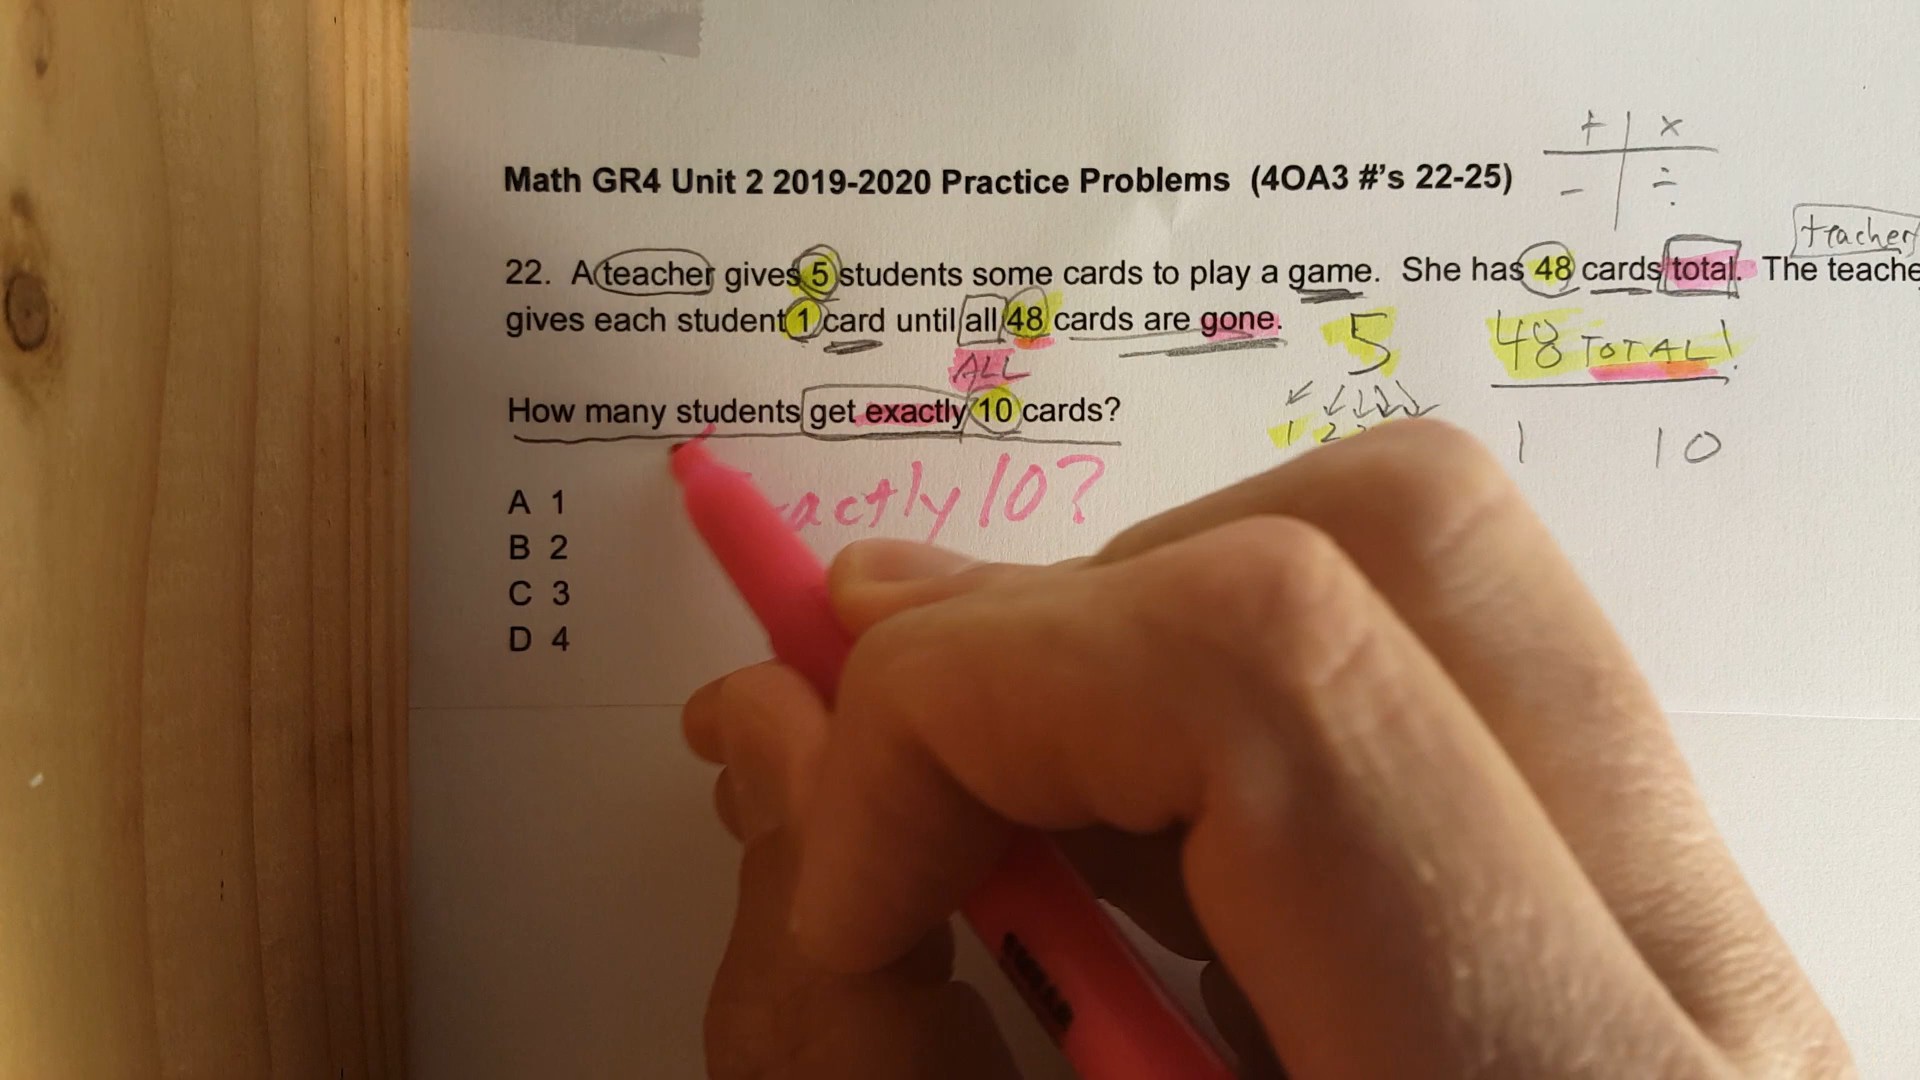 + x
- ÷
Math GR4 Unit 2 2019-2020 Practice Problems (4OA3 #'s 22-25)
teacher
22. A teacher gives 5 students some cards to play a game. She has 48 cards total. The teache
gives each student 1 card until all 48 cards are gone.
5 48 TOTAL!
ALL
How many students get exactly 10 cards?
1 2
1 10
actly 10?
A 1
B 2
C 3
D 4